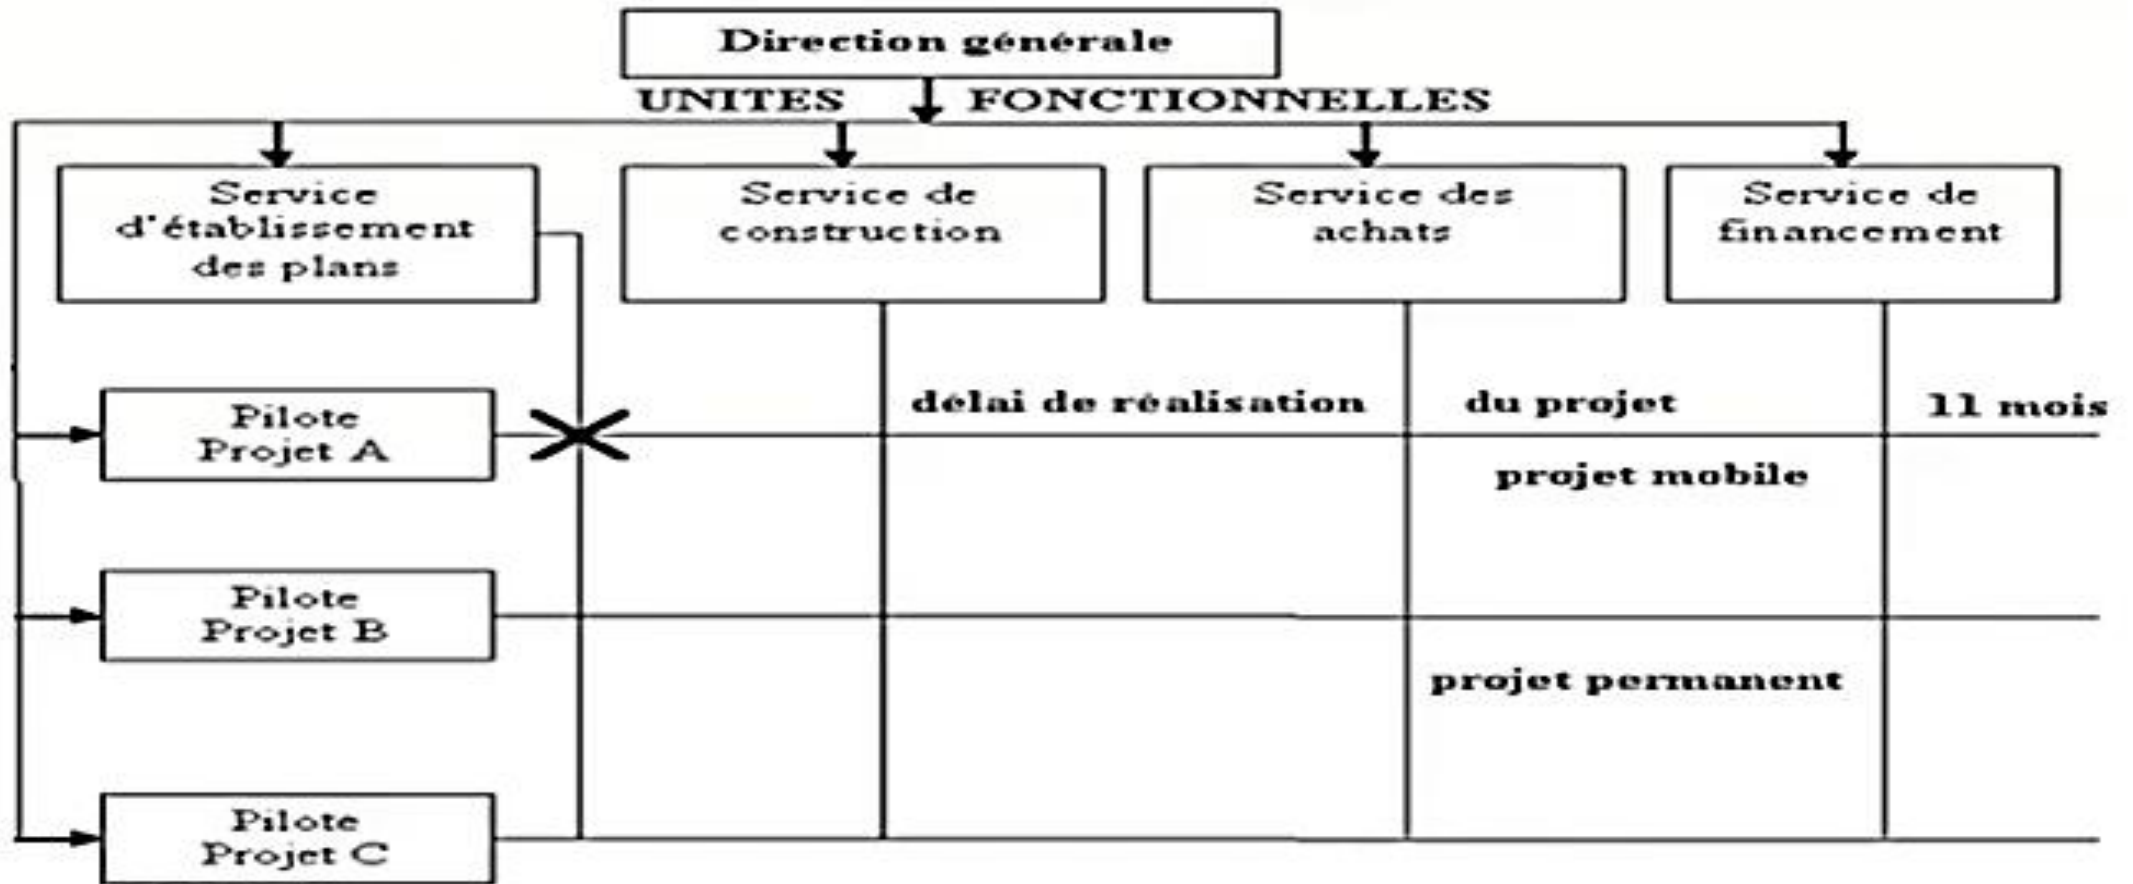 Direction générale
UNITES FONCTIONNELLES
Service
d'établissement
des plans
Service de
construction
Service des
achats
Service de
financement
Pilote
Projet A
délai de réalisation du projet 11 mois
projet mobile
Pilote
Projet B
projet permanent
Pilote
Projet C